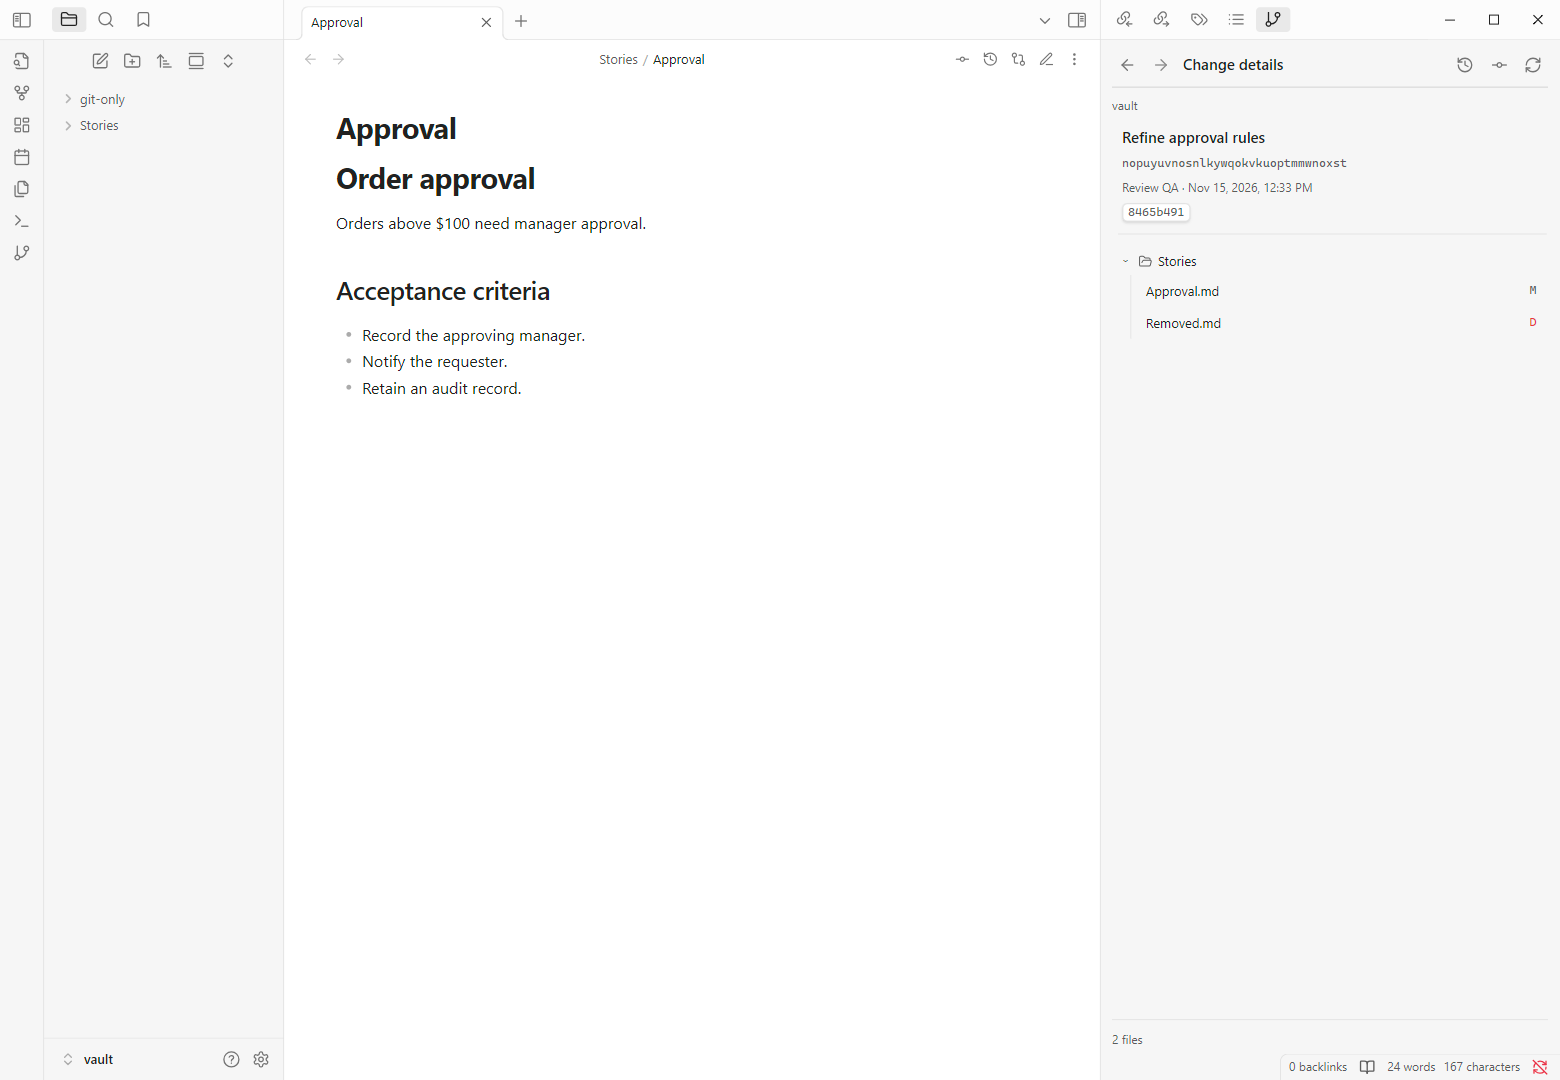 Approval
Stories / Approval
Change details
git-only
Stories
Approval
Order approval
Orders above $100 need manager approval.
Acceptance criteria
Record the approving manager.
Notify the requester.
Retain an audit record.
vault
Refine approval rules
nopuyuvnosnlkywqokvkuoptmmwnoxst
Review QA · Nov 15, 2026, 12:33 PM
8465b491
Stories
Approval.md M
Removed.md D
2 files
vault
0 backlinks 24 words 167 characters